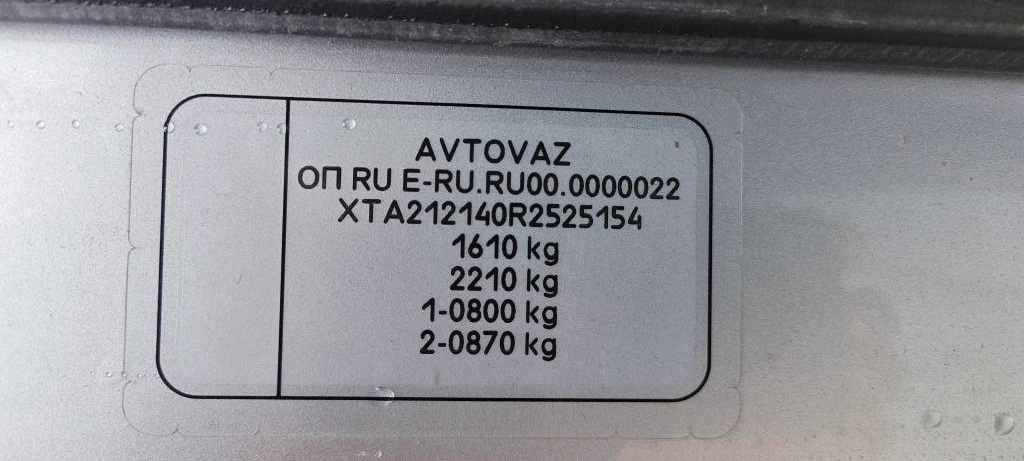 AVTOVAZ
ОП RU E-RU.RU00.0000022
XTA212140R2525154
1610 kg
2210 kg
1-0800 kg
2-0870 kg